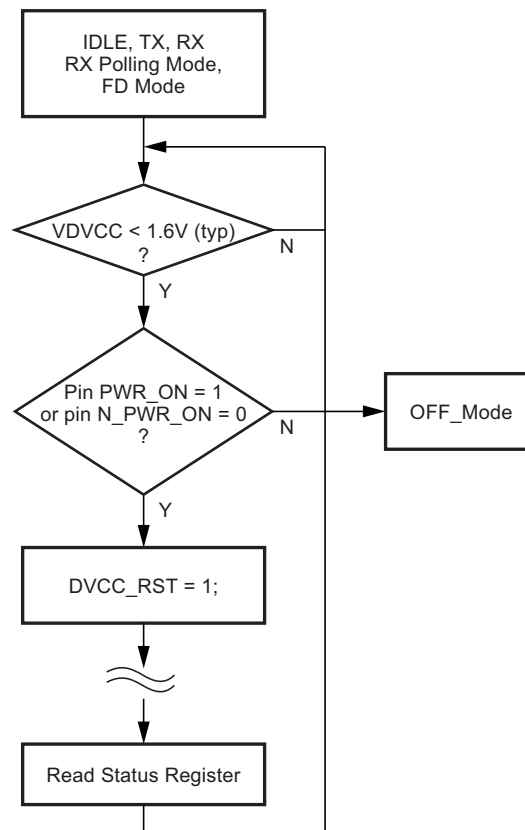 IDLE, TX, RX
RX Polling Mode,
FD Mode
VDVCC < 1.6V (typ)
?
N
Y
Pin PWR_ON = 1
or pin N_PWR_ON = 0
?
N
OFF_Mode
Y
DVCC_RST = 1;
Read Status Register